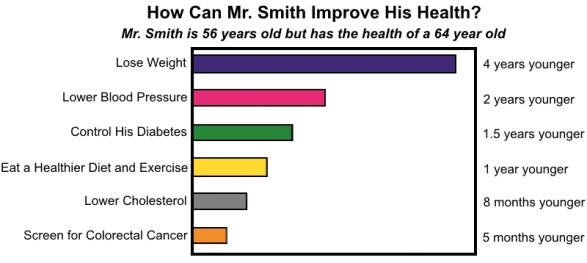 How Can Mr. Smith Improve His Health?
Mr. Smith is 56 years old but has the health of a 64 year old
Lose Weight 4 years younger
Lower Blood Pressure 2 years younger
Control His Diabetes 1.5 years younger
Eat a Healthier Diet and Exercise 1 year younger
Lower Cholesterol 8 months younger
Screen for Colorectal Cancer 5 months younger